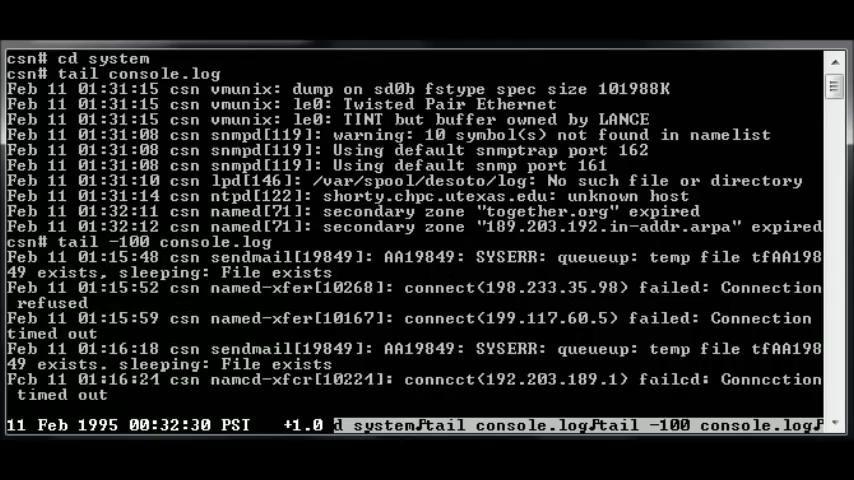 csn# cd system
csn# tail console.log
Feb 11 01:31:15 csn vmunix: dump on sd0b fstype spec size 101988K
Feb 11 01:31:15 csn vmunix: le0: Twisted Pair Ethernet
Feb 11 01:31:15 csn vmunix: le0: TINT but buffer owned by LANCE
Feb 11 01:31:08 csn snmpd[119]: warning: 10 symbol(s) not found in namelist
Feb 11 01:31:08 csn snmpd[119]: Using default snmptrap port 162
Feb 11 01:31:08 csn snmpd[119]: Using default snmp port 161
Feb 11 01:31:10 csn lpd[146]: /var/spool/desoto/log: No such file or directory
Feb 11 01:31:14 csn ntpd[122]: shorty.chpc.utexas.edu: unknown host
Feb 11 01:32:11 csn named[71]: secondary zone "together.org" expired
Feb 11 01:32:12 csn named[71]: secondary zone "189.203.192.in-addr.arpa" expired
csn# tail -100 console.log
Feb 11 01:15:48 csn sendmail[19849]: AA19849: SYSERR: queueup: temp file tfAA198
49 exists, sleeping: File exists
Feb 11 01:15:52 csn named-xfer[10268]: connect(198.233.35.98) failed: Connection
refused
Feb 11 01:15:59 csn named-xfer[10167]: connect(199.117.60.5) failed: Connection
timed out
Feb 11 01:16:18 csn sendmail[19849]: AA19849: SYSERR: queueup: temp file tfAA198
49 exists, sleeping: File exists
Feb 11 01:16:21 csn named-xfer[10224]: connect(192.203.189.1) failed: Connection
timed out
11 Feb 1995 00:32:30 PST +1.0 d system♪tail console.log♪tail -100 console.log♪